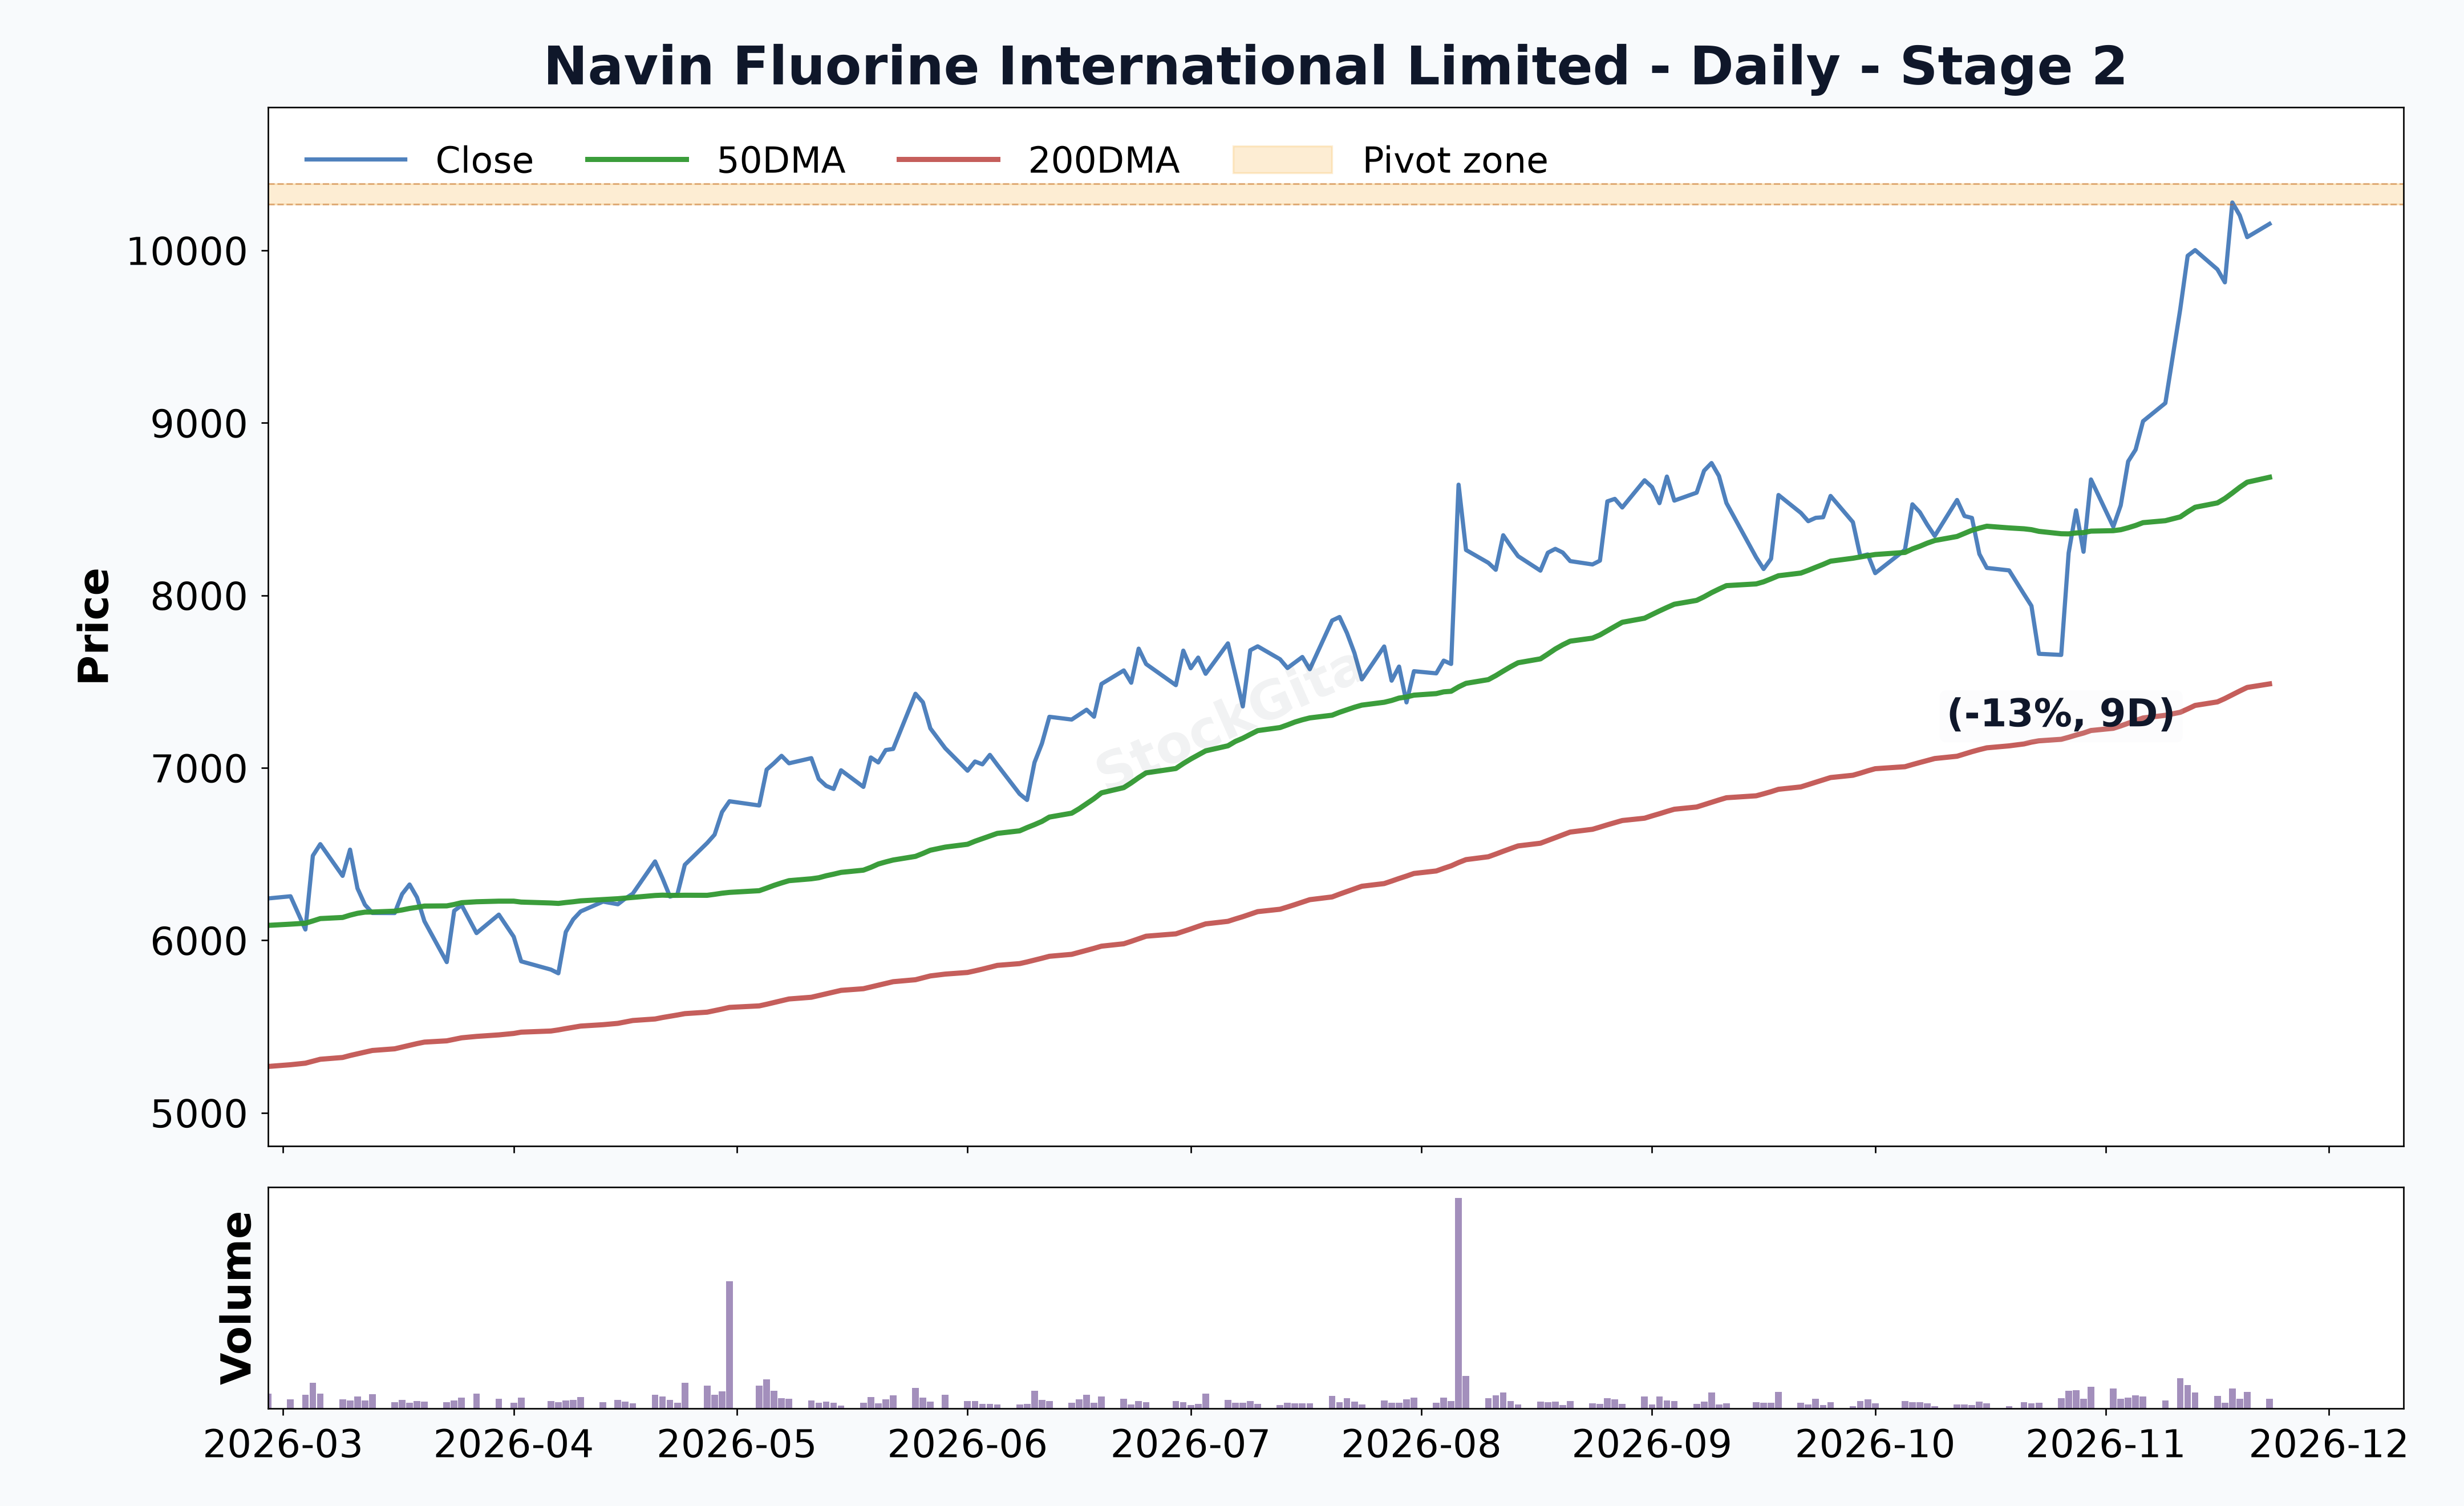 Navin Fluorine International Limited - Daily - Stage 2
Close 50DMA 200DMA Pivot zone
10000
9000
8000
7000
6000
5000
Price
StockGita
(-13%, 9D)
Volume
2026-03 2026-04 2026-05 2026-06 2026-07 2026-08 2026-09 2026-10 2026-11 2026-12